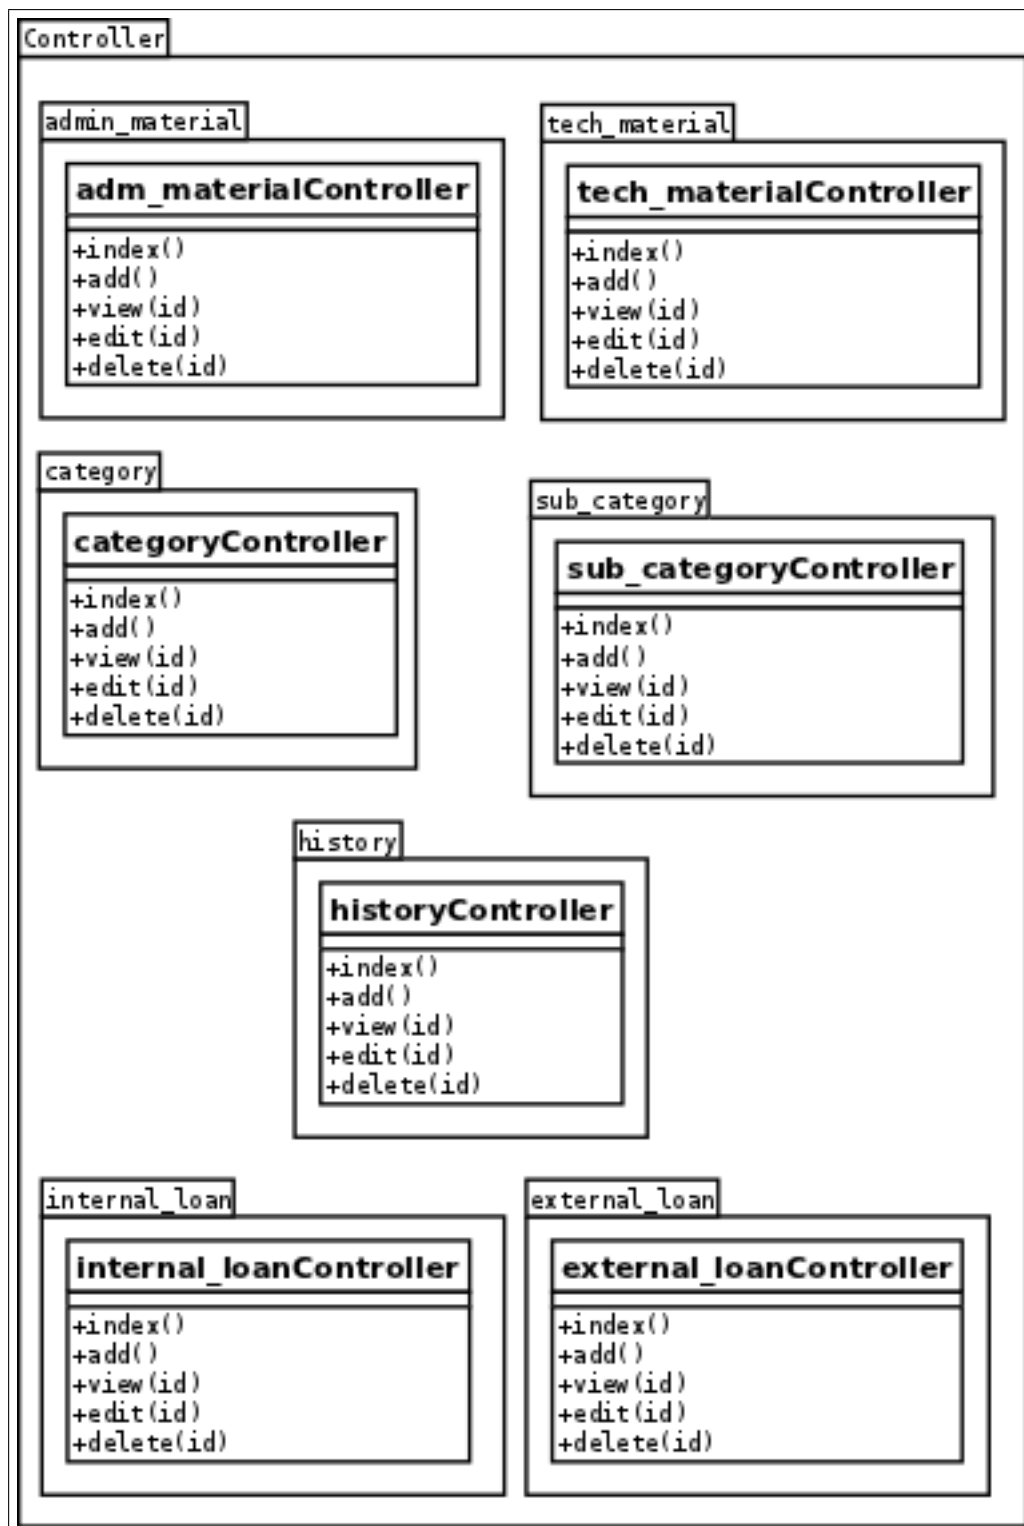 Controller
admin_material
adm_materialController
+index()
+add()
+view(id)
+edit(id)
+delete(id)
tech_material
tech_materialController
+index()
+add()
+view(id)
+edit(id)
+delete(id)
category
categoryController
+index()
+add()
+view(id)
+edit(id)
+delete(id)
sub_category
sub_categoryController
+index()
+add()
+view(id)
+edit(id)
+delete(id)
history
historyController
+index()
+add()
+view(id)
+edit(id)
+delete(id)
internal_loan
internal_loanController
+index()
+add()
+view(id)
+edit(id)
+delete(id)
external_loan
external_loanController
+index()
+add()
+view(id)
+edit(id)
+delete(id)